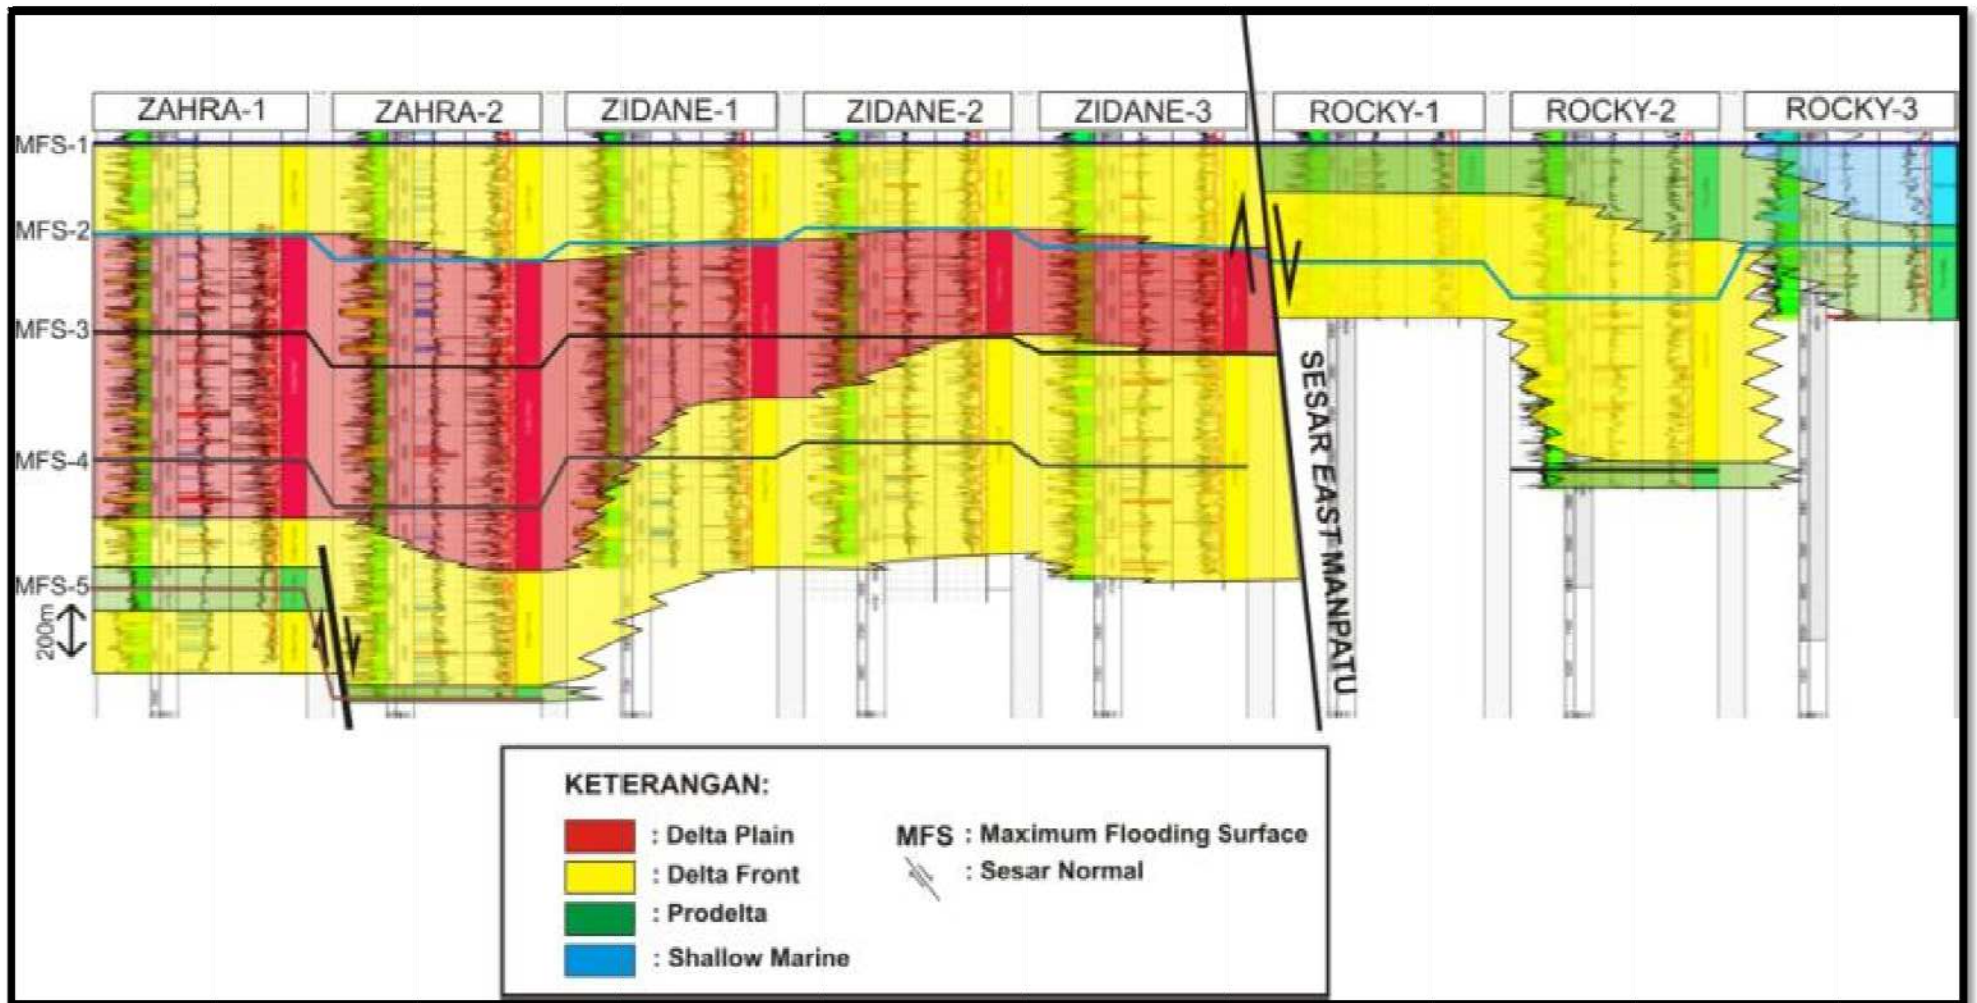 ZAHRA-1
ZAHRA-2
ZIDANE-1
ZIDANE-2
ZIDANE-3
ROCKY-1
ROCKY-2
ROCKY-3
MFS-1
MFS-2
MFS-3
MFS-4
MFS-5
200m
SESAR EAST MANPATU
KETERANGAN:
: Delta Plain
: Delta Front
: Prodelta
: Shallow Marine
MFS : Maximum Flooding Surface
: Sesar Normal